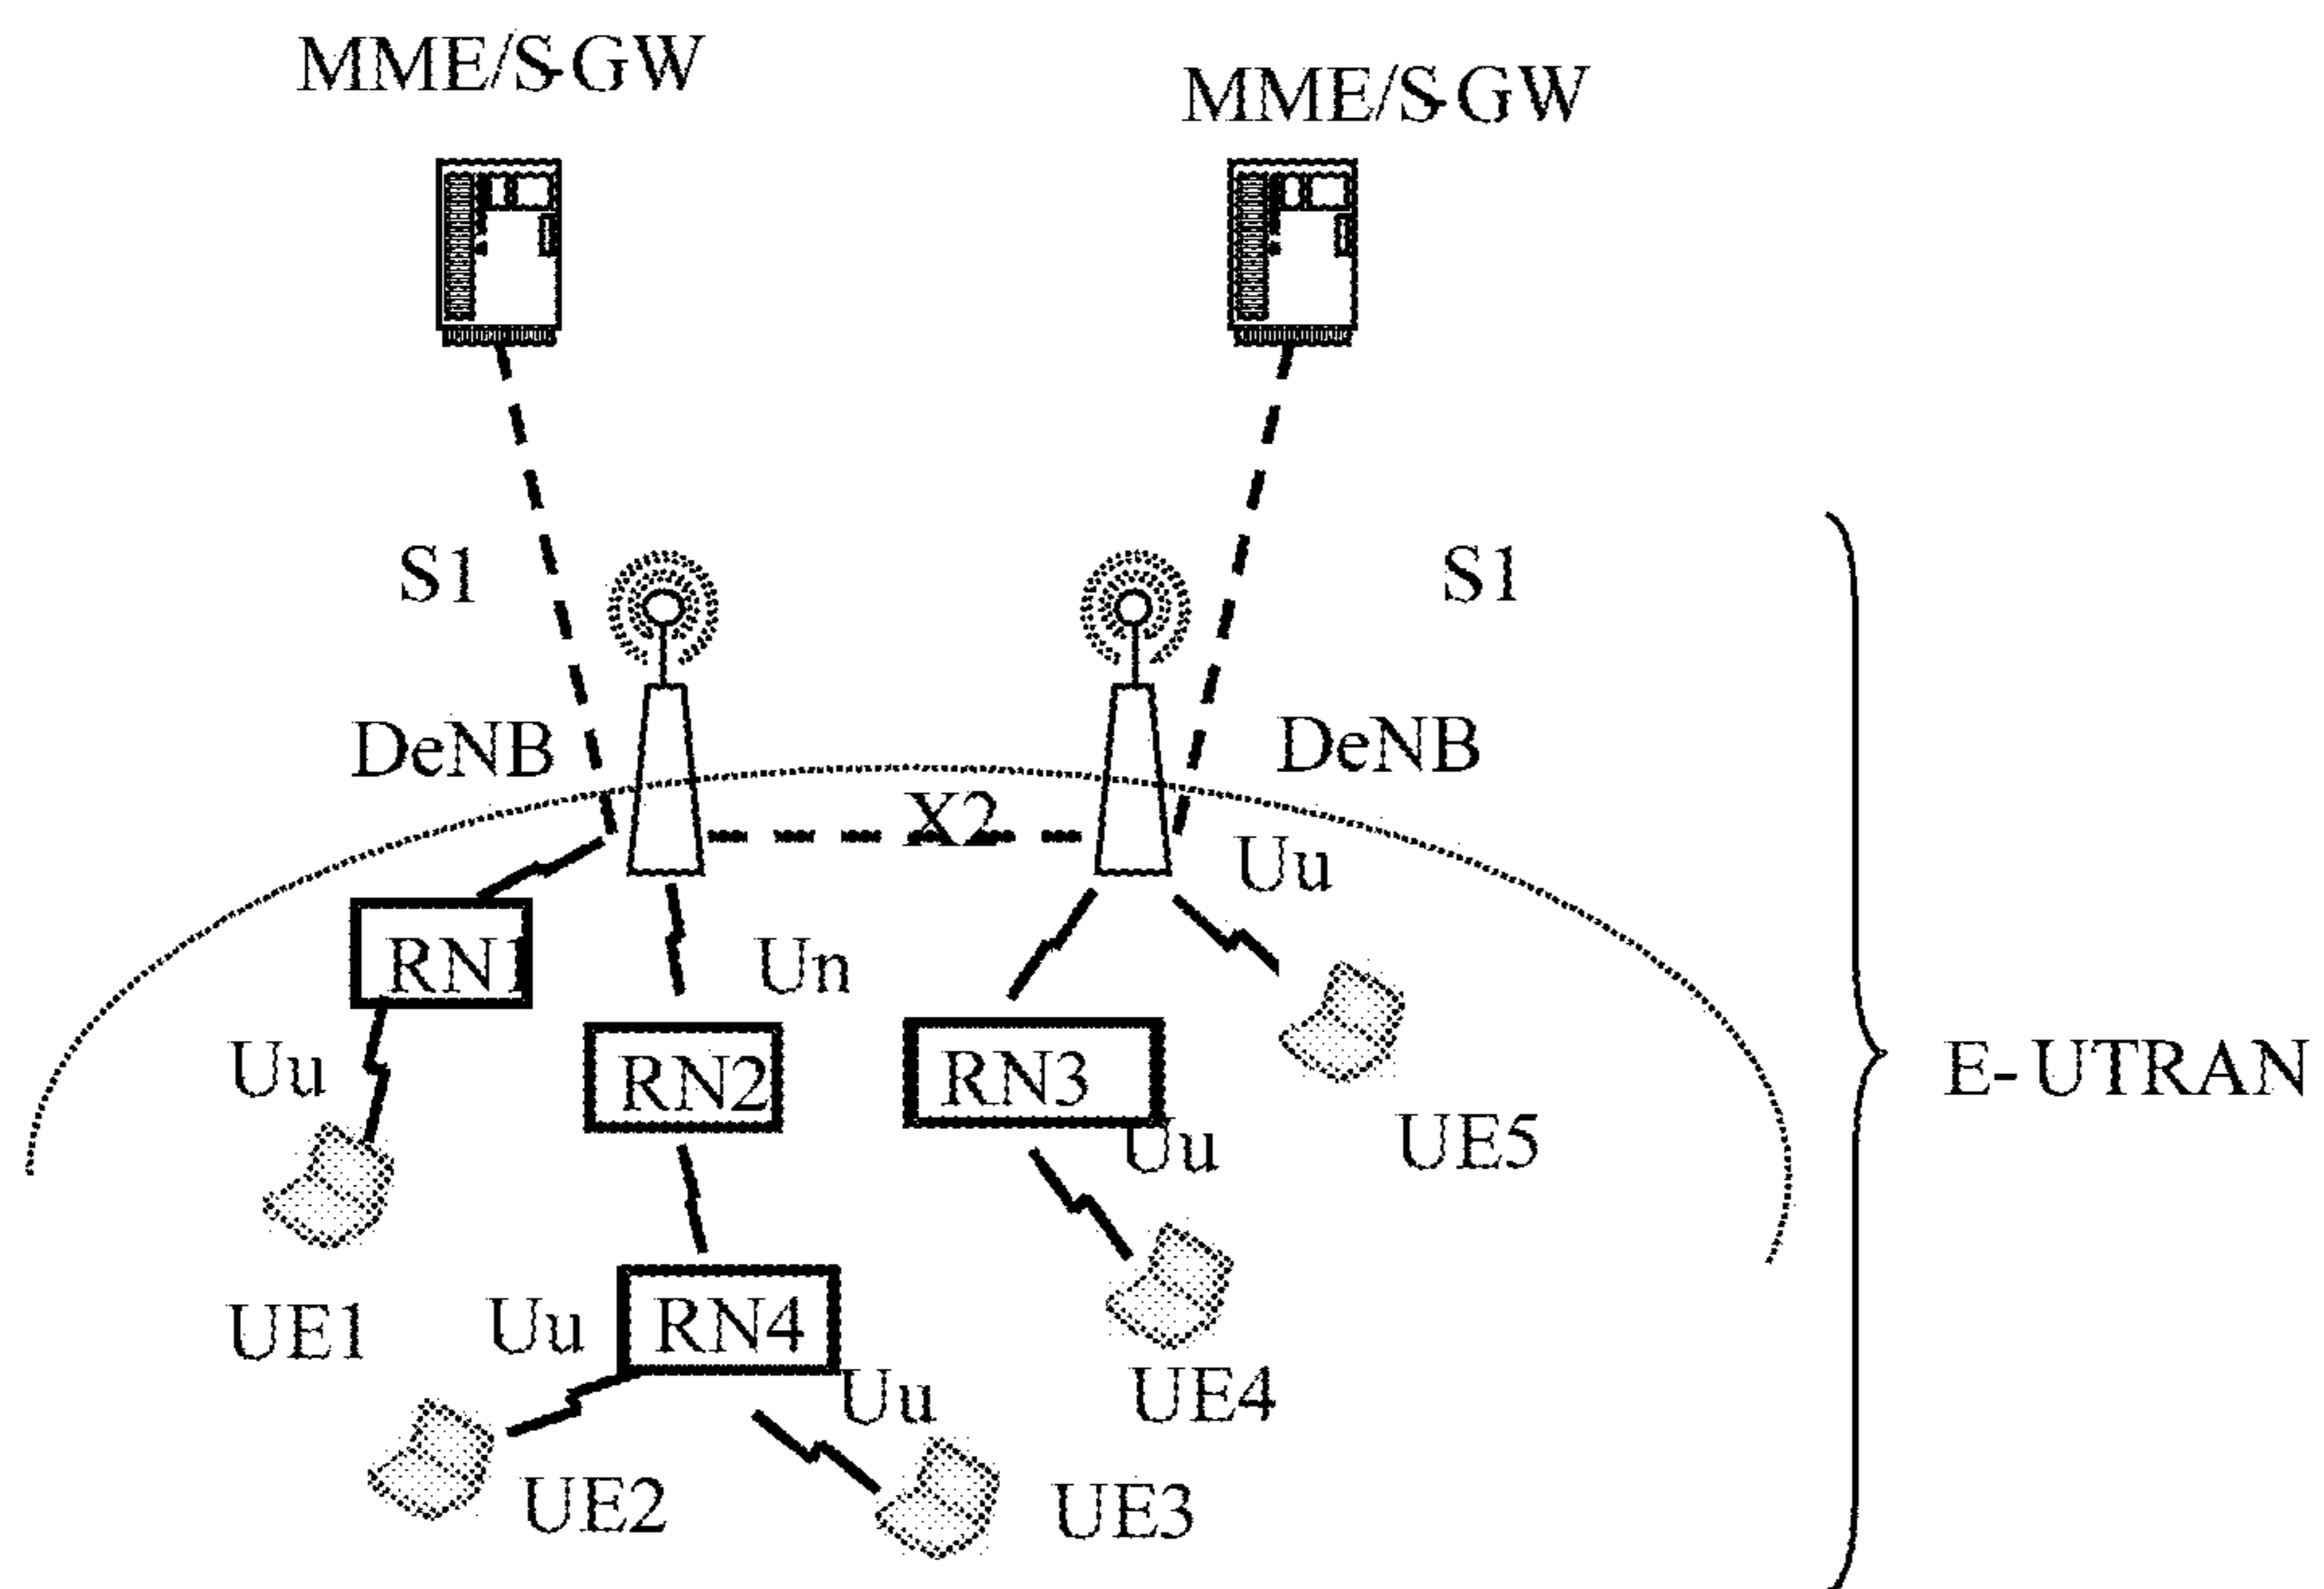 MME/S-GW
MME/S-GW
S1
S1
DeNB
DeNB
X2
Uu
RN1
Un
Uu
RN2
RN3
E-UTRAN
Uu
UE5
UE1
Uu
RN4
Uu
UE4
UE2
UE3